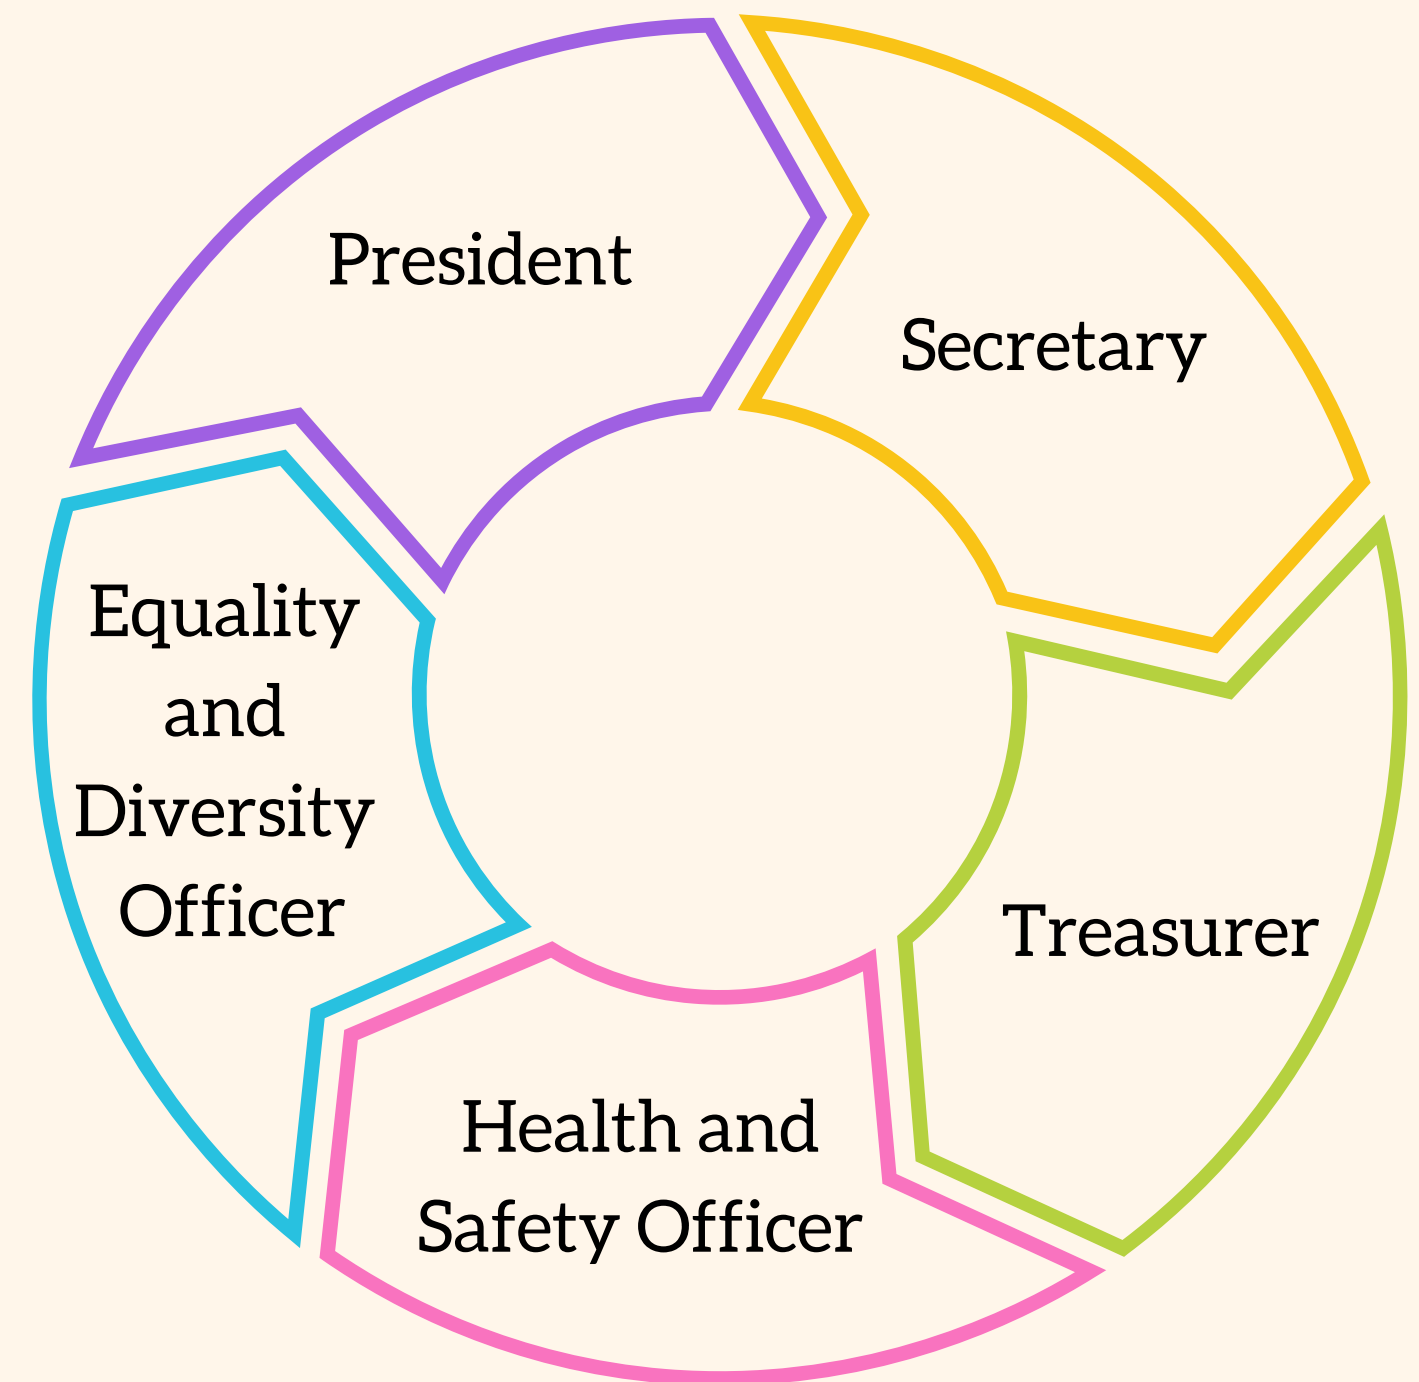 President
Secretary
Treasurer
Health and
Safety Officer
Equality
and
Diversity
Officer